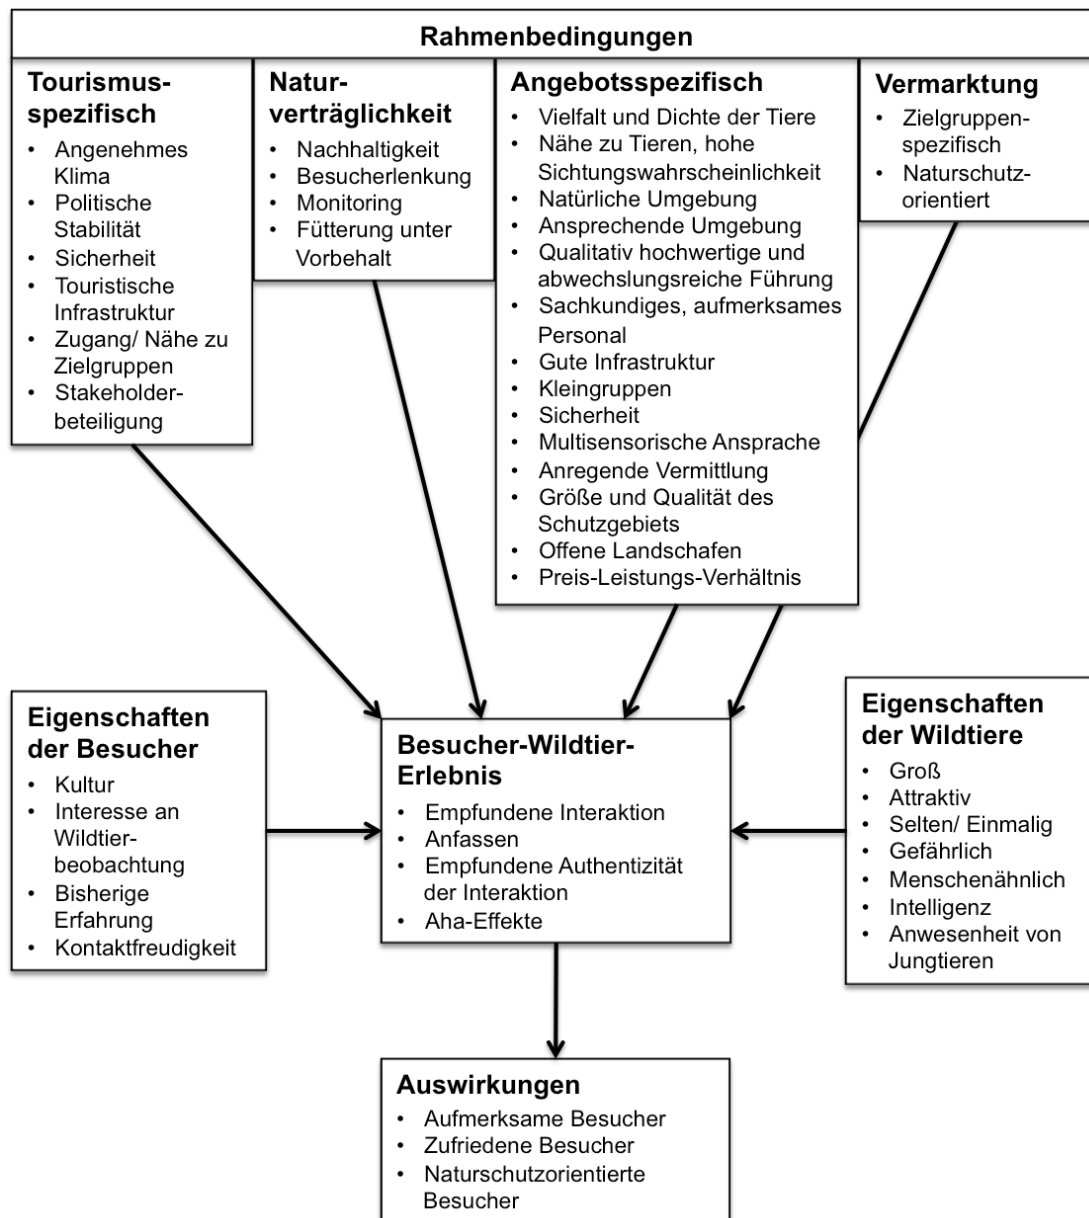 Rahmenbedingungen
Tourismus-
spezifisch
• Angenehmes
Klima
• Politische
Stabilität
• Sicherheit
• Touristische
Infrastruktur
• Zugang/ Nähe zu
Zielgruppen
• Stakeholder-
beteiligung
Natur-
verträglichkeit
• Nachhaltigkeit
• Besucherlenkung
• Monitoring
• Fütterung unter
Vorbehalt
Angebotsspezifisch
• Vielfalt und Dichte der Tiere
• Nähe zu Tieren, hohe
Sichtungswahrscheinlichkeit
• Natürliche Umgebung
• Ansprechende Umgebung
• Qualitativ hochwertige und
abwechslungsreiche Führung
• Sachkundiges, aufmerksames
Personal
• Gute Infrastruktur
• Kleingruppen
• Sicherheit
• Multisensorische Ansprache
• Anregende Vermittlung
• Größe und Qualität des
Schutzgebiets
• Offene Landschafen
• Preis-Leistungs-Verhältnis
Vermarktung
• Zielgruppen-
spezifisch
• Naturschutz-
orientiert
Eigenschaften
der Besucher
• Kultur
• Interesse an
Wildtier-
beobachtung
• Bisherige
Erfahrung
• Kontaktfreudigkeit
Besucher-Wildtier-
Erlebnis
• Empfundene Interaktion
• Anfassen
• Empfundene Authentizität
der Interaktion
• Aha-Effekte
Eigenschaften
der Wildtiere
• Groß
• Attraktiv
• Selten/ Einmalig
• Gefährlich
• Menschenähnlich
• Intelligenz
• Anwesenheit von
Jungtieren
Auswirkungen
• Aufmerksame Besucher
• Zufriedene Besucher
• Naturschutzorientierte
Besucher